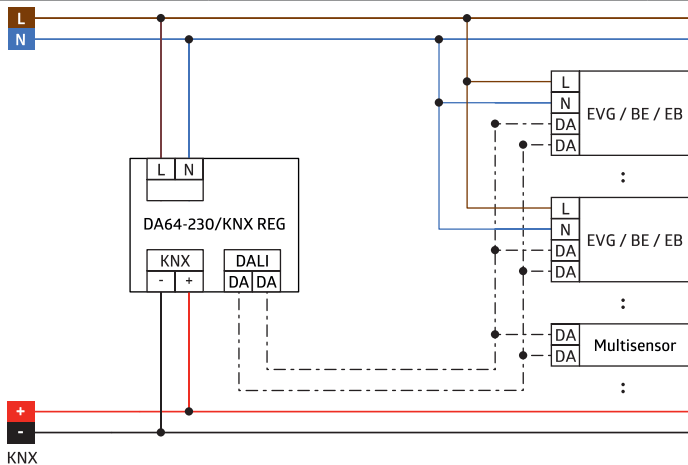 L
N
L
N
DA
DA
EVG / BE / EB
:
L N
DA64-230/KNX REG
KNX
DALI
- +
DA DA
L
N
DA
DA
EVG / BE / EB
:
DA
DA
Multisensor
:
+
-
KNX